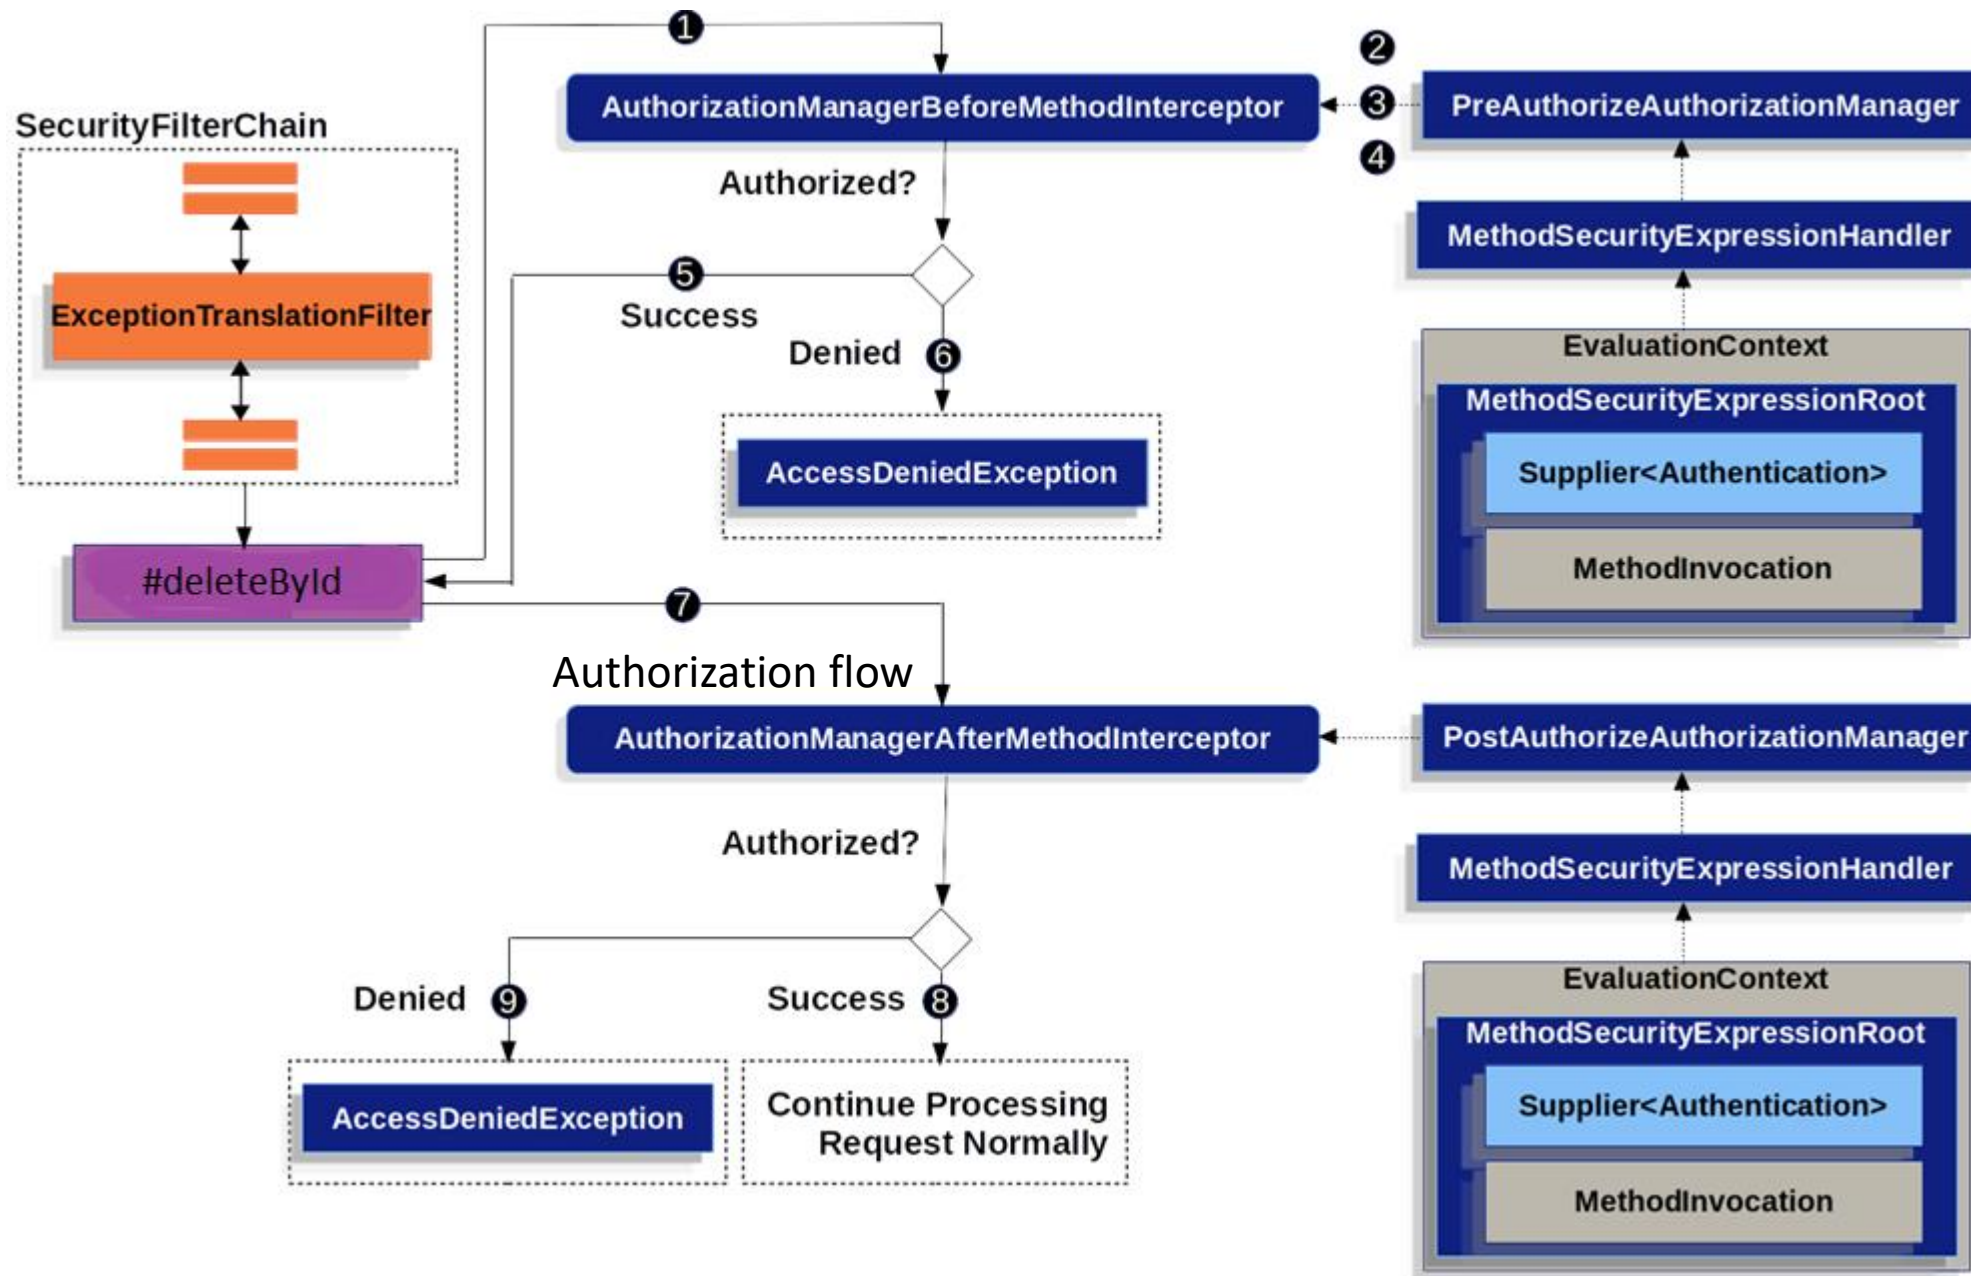 1
2
AuthorizationManagerBeforeMethodInterceptor
3
PreAuthorizeAuthorizationManager
SecurityFilterChain
4
Authorized?
MethodSecurityExpressionHandler
5
ExceptionTranslationFilter
Success
Denied
6
EvaluationContext
MethodSecurityExpressionRoot
AccessDeniedException
Supplier<Authentication>
MethodInvocation
#deleteById
7
Authorization flow
AuthorizationManagerAfterMethodInterceptor
PostAuthorizeAuthorizationManager
Authorized?
MethodSecurityExpressionHandler
EvaluationContext
Denied
9
Success
8
MethodSecurityExpressionRoot
AccessDeniedException
Continue Processing
Request Normally
Supplier<Authentication>
MethodInvocation